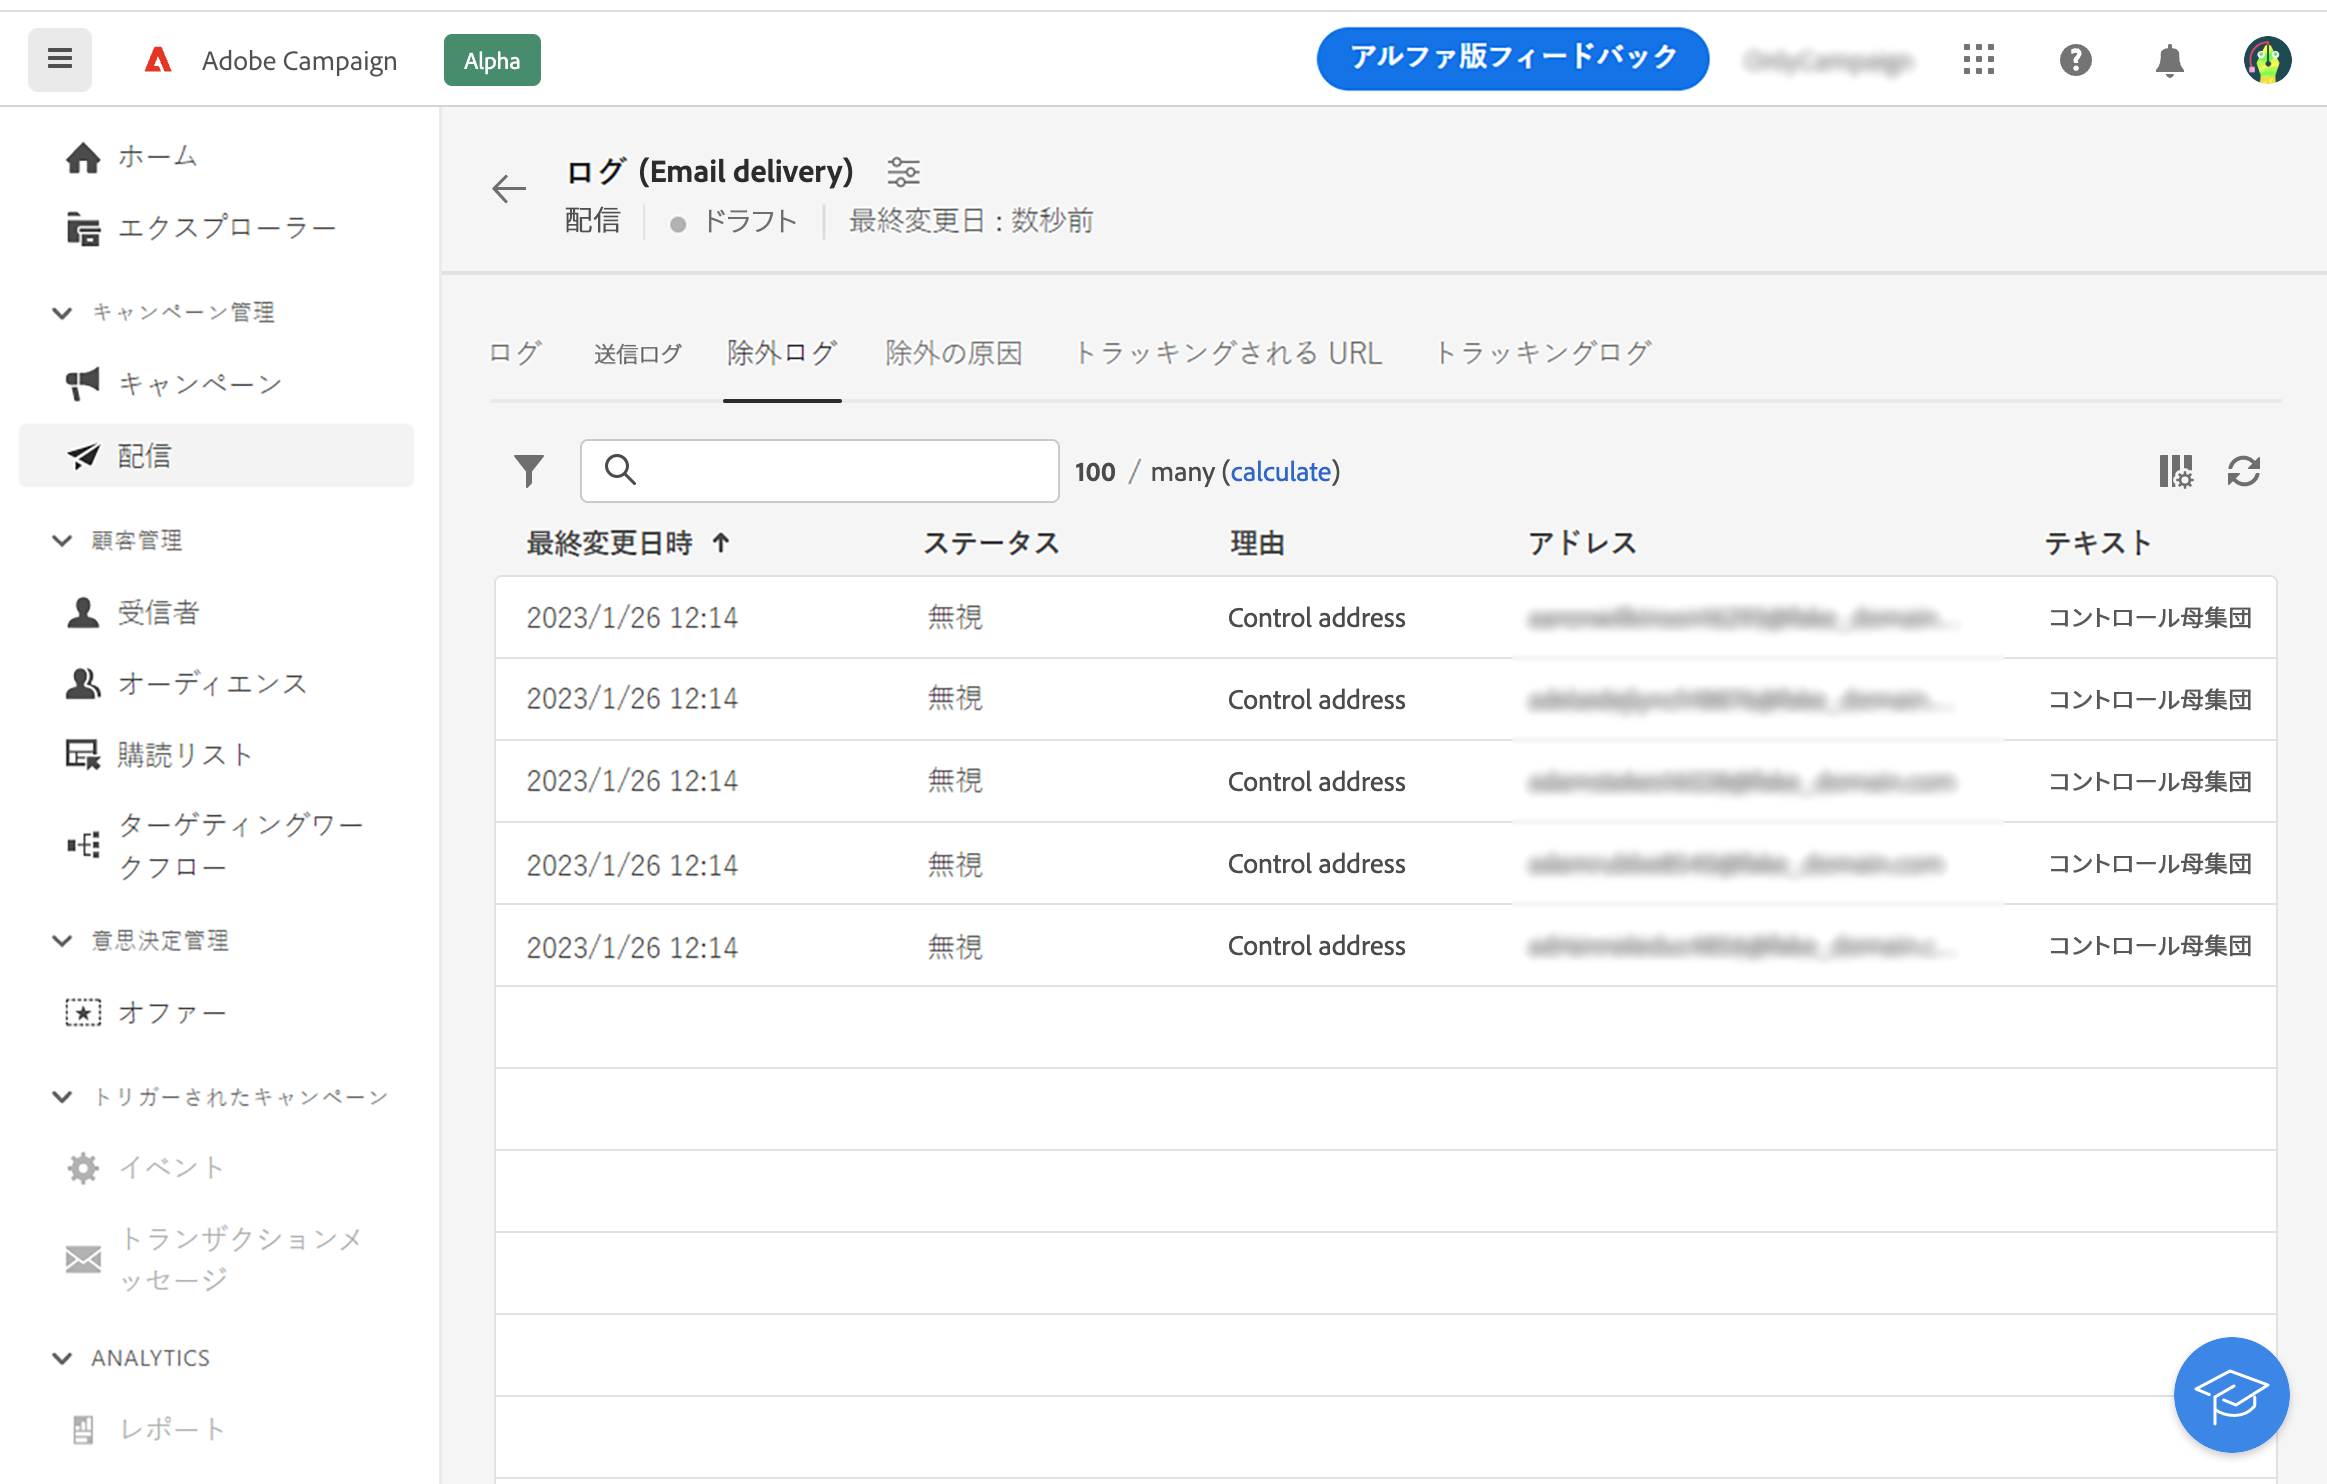 Adobe Campaign
Alpha
アルファ版フィードバック
ホーム
エクスプローラー
キャンペーン管理
キャンペーン
配信
顧客管理
受信者
オーディエンス
購読リスト
ターゲティングワー
クフロー
意思決定管理
オファー
トリガーされたキャンペーン
イベント
トランザクションメ
ッセージ
ANALYTICS
レポート
ログ (Email delivery)
配信 ドラフト 最終変更日 : 数秒前
ログ 送信ログ 除外ログ 除外の原因 トラッキングされる URL トラッキングログ
100 / many (calculate)
最終変更日時 ステータス 理由 アドレス テキスト
2023/1/26 12:14 無視 Control address コントロール母集団
2023/1/26 12:14 無視 Control address コントロール母集団
2023/1/26 12:14 無視 Control address コントロール母集団
2023/1/26 12:14 無視 Control address コントロール母集団
2023/1/26 12:14 無視 Control address コントロール母集団